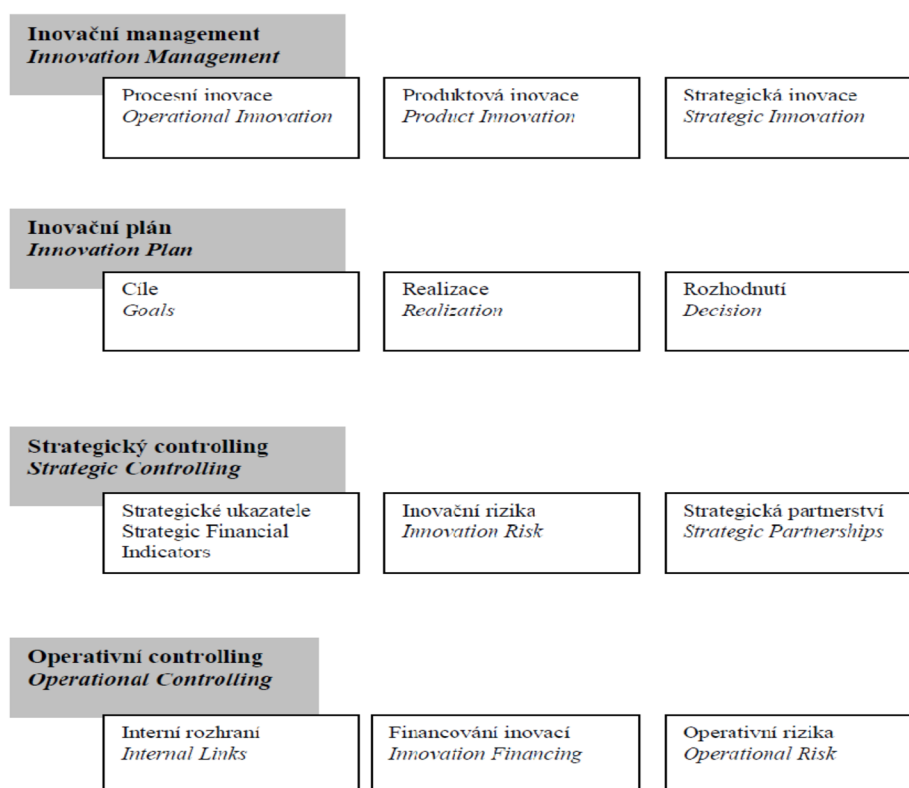 Inovační management
Innovation Management
Procesní inovace
Operational Innovation
Produktová inovace
Product Innovation
Strategická inovace
Strategic Innovation
Inovační plán
Innovation Plan
Cíle
Goals
Realizace
Realization
Rozhodnutí
Decision
Strategický controlling
Strategic Controlling
Strategické ukazatele
Strategic Financial
Indicators
Inovační rizika
Innovation Risk
Strategická partnerství
Strategic Partnerships
Operativní controlling
Operational Controlling
Interní rozhraní
Internal Links
Financování inovací
Innovation Financing
Operativní rizika
Operational Risk